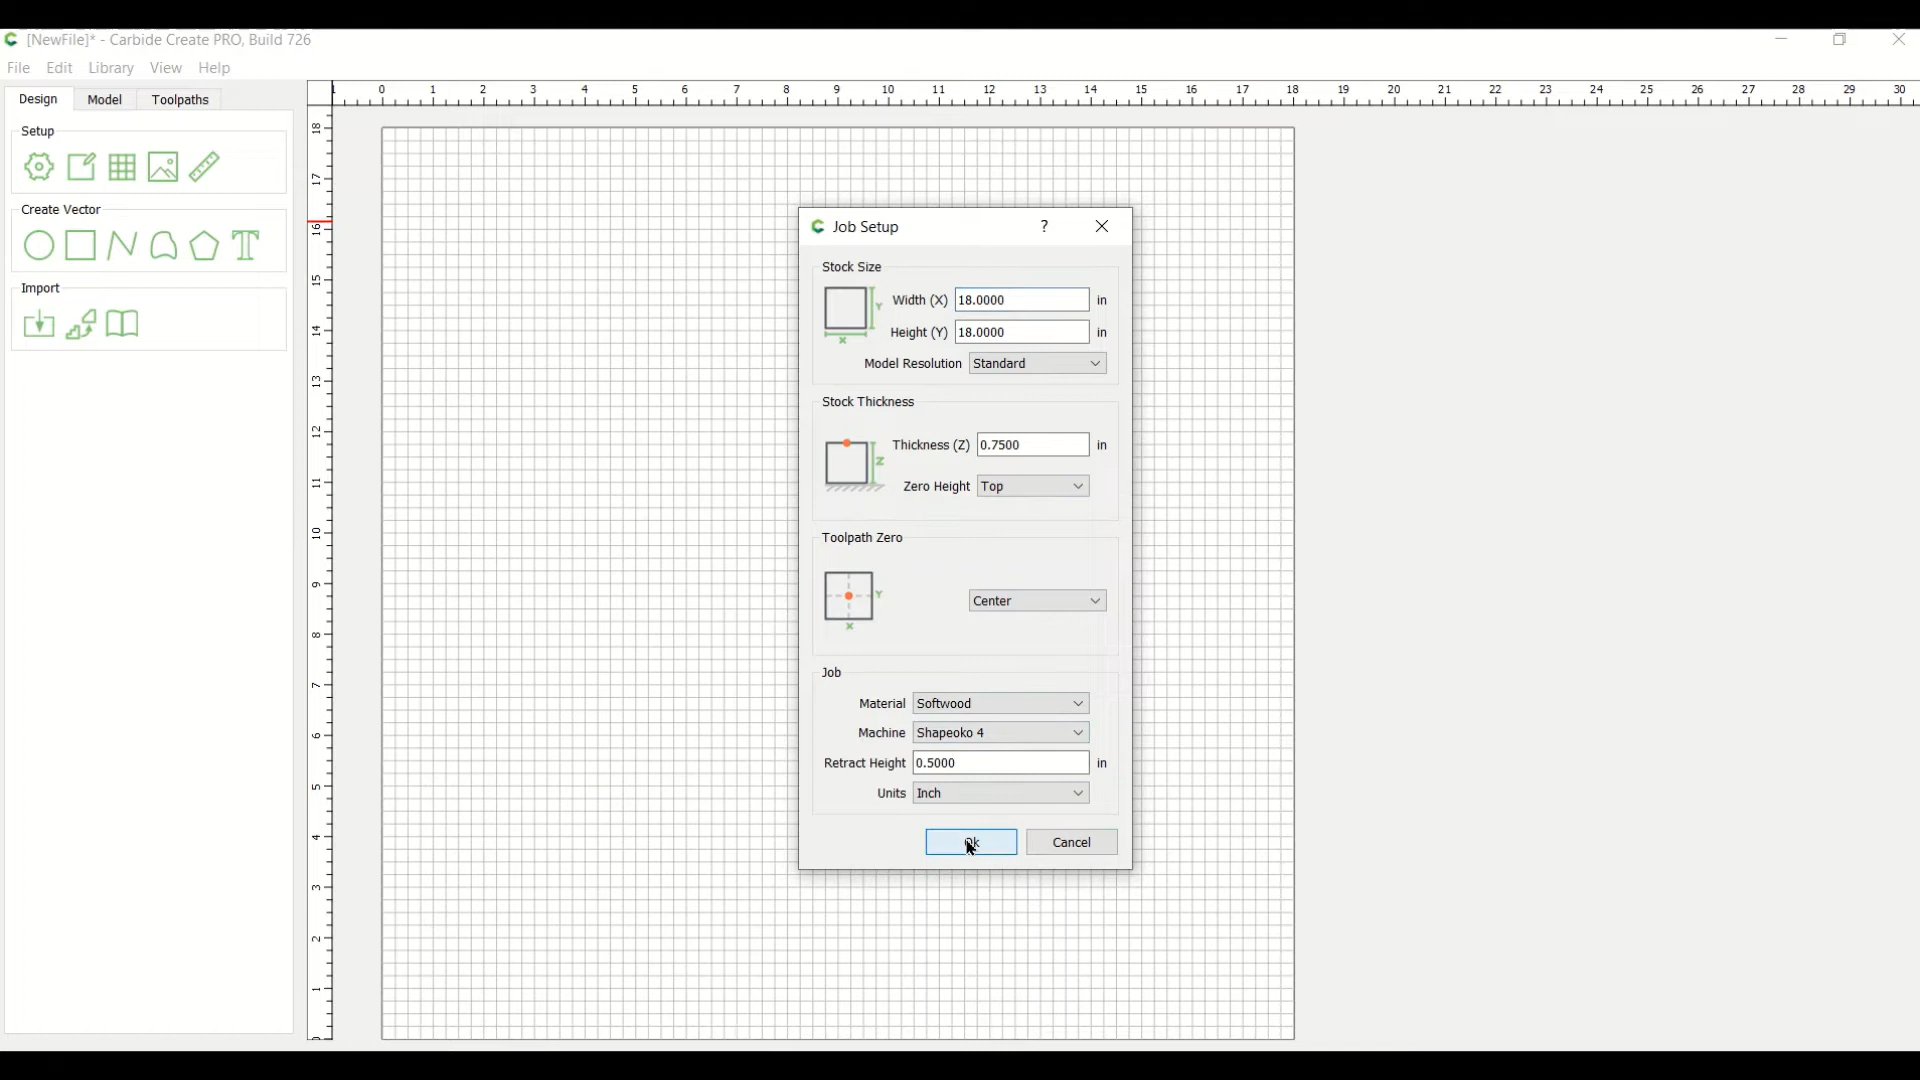 [NewFile]* - Carbide Create PRO, Build 726
File Edit Library View Help
Design Model Toolpaths
0 1 2 3 4 5 6 7 8 9 10 11 12 13 14 15 16 17 18 19 20 21 22 23 24 25 26 27 28 29 30
18
17
16
15
14
13
12
11
10
9
8
7
6
5
4
3
2
1
0
Setup
Create Vector
T
Import
Job Setup ?
Stock Size
Y
X
Width (X) 18.0000 in
Height (Y) 18.0000 in
Model Resolution Standard
Stock Thickness
Z
Thickness (Z) 0.7500 in
Zero Height Top
Toolpath Zero
Y
X
Center
Job
Material Softwood
Machine Shapeoko 4
Retract Height 0.5000 in
Units Inch
Ok Cancel